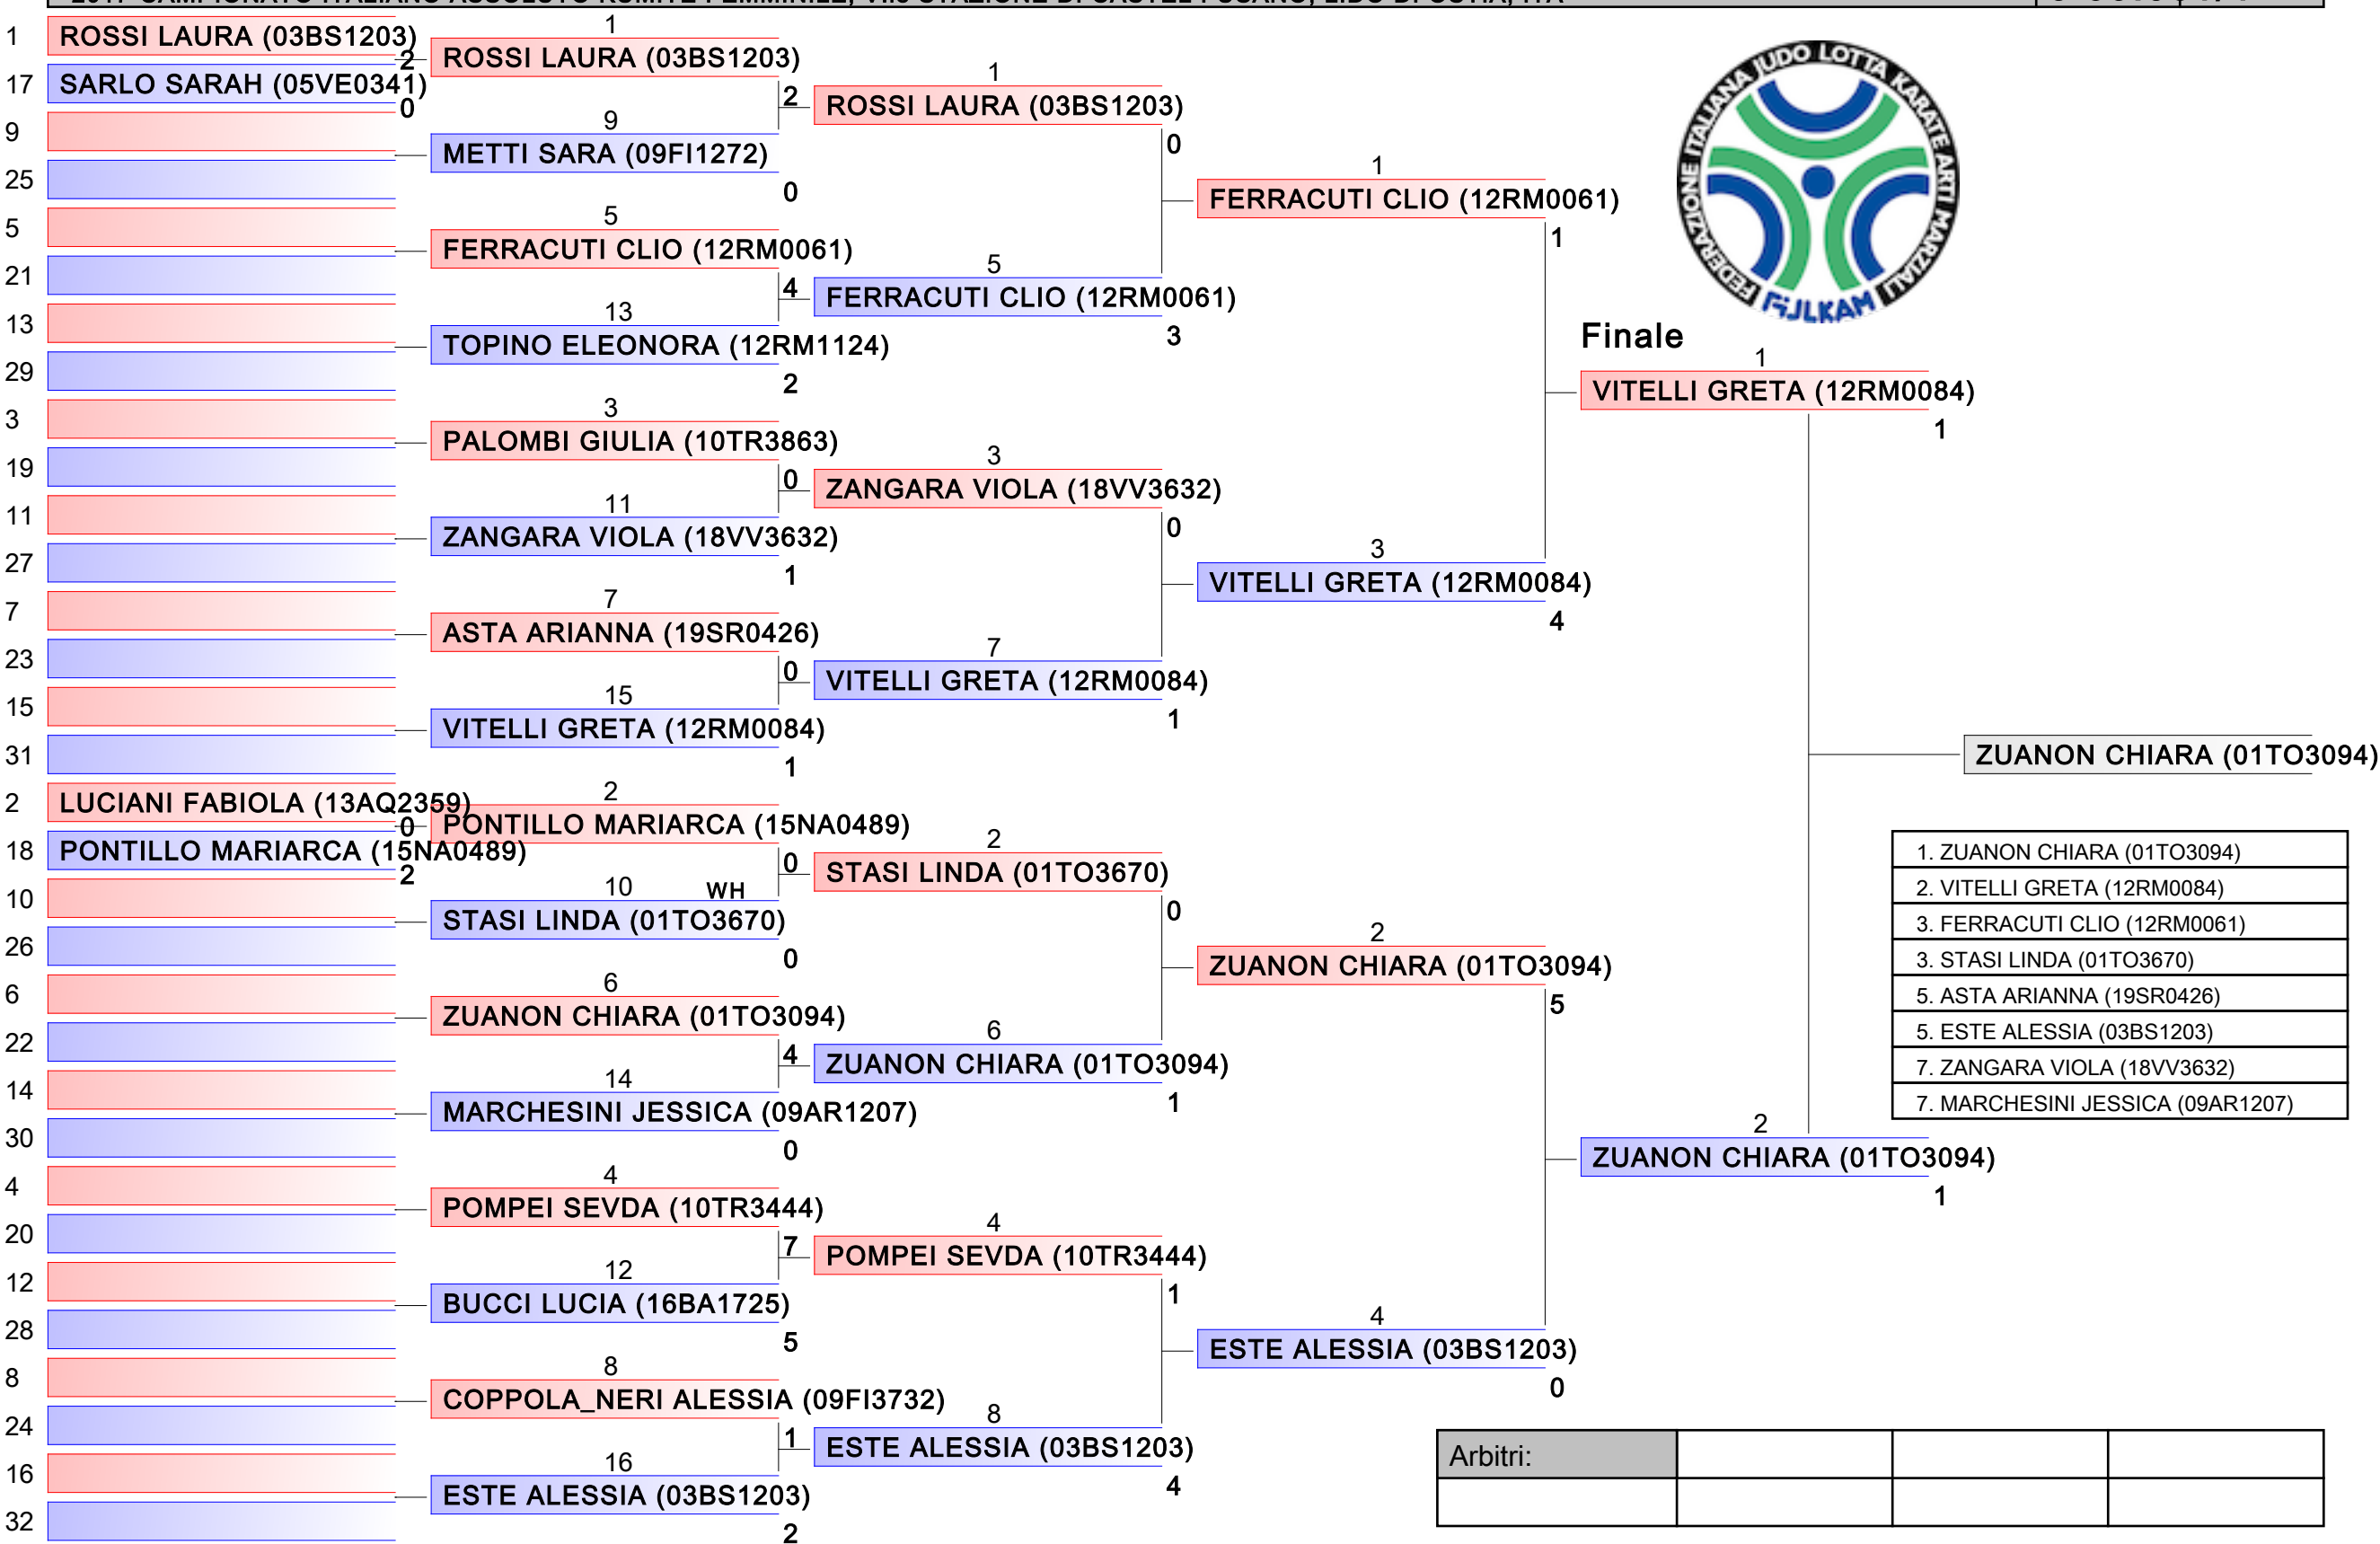 1
ROSSI LAURA (03BS1203)
2
17
SARLO SARAH (05VE0341)
0
9
25
5
21
13
29
3
19
11
27
7
23
15
31
2
LUCIANI FABIOLA (13AQ2359)
0
18
PONTILLO MARIARCA (15NA0489)
2
10
26
6
22
14
30
4
20
12
28
8
24
16
32
1
ROSSI LAURA (03BS1203)
2
9
METTI SARA (09FI1272)
0
5
FERRACUTI CLIO (12RM0061)
4
13
TOPINO ELEONORA (12RM1124)
2
3
PALOMBI GIULIA (10TR3863)
0
11
ZANGARA VIOLA (18VV3632)
1
7
ASTA ARIANNA (19SR0426)
0
15
VITELLI GRETA (12RM0084)
1
2
PONTILLO MARIARCA (15NA0489)
0
10 WH
STASI LINDA (01TO3670)
0
6
ZUANON CHIARA (01TO3094)
4
14
MARCHESINI JESSICA (09AR1207)
0
4
POMPEI SEVDA (10TR3444)
7
12
BUCCI LUCIA (16BA1725)
5
8
COPPOLA_NERI ALESSIA (09FI3732)
1
16
ESTE ALESSIA (03BS1203)
2
1
ROSSI LAURA (03BS1203)
0
5
FERRACUTI CLIO (12RM0061)
3
3
ZANGARA VIOLA (18VV3632)
0
7
VITELLI GRETA (12RM0084)
1
2
STASI LINDA (01TO3670)
0
6
ZUANON CHIARA (01TO3094)
1
4
POMPEI SEVDA (10TR3444)
1
8
ESTE ALESSIA (03BS1203)
4
1
FERRACUTI CLIO (12RM0061)
1
3
VITELLI GRETA (12RM0084)
4
2
ZUANON CHIARA (01TO3094)
5
4
ESTE ALESSIA (03BS1203)
0
FEDERAZIONE ITALIANA JUDO LOTTA KARATE ARTI MARZIALI
FIJLKAM
Finale
1
VITELLI GRETA (12RM0084)
1
2
ZUANON CHIARA (01TO3094)
1
ZUANON CHIARA (01TO3094)
1. ZUANON CHIARA (01TO3094)
2. VITELLI GRETA (12RM0084)
3. FERRACUTI CLIO (12RM0061)
3. STASI LINDA (01TO3670)
5. ASTA ARIANNA (19SR0426)
5. ESTE ALESSIA (03BS1203)
7. ZANGARA VIOLA (18VV3632)
7. MARCHESINI JESSICA (09AR1207)
Arbitri: